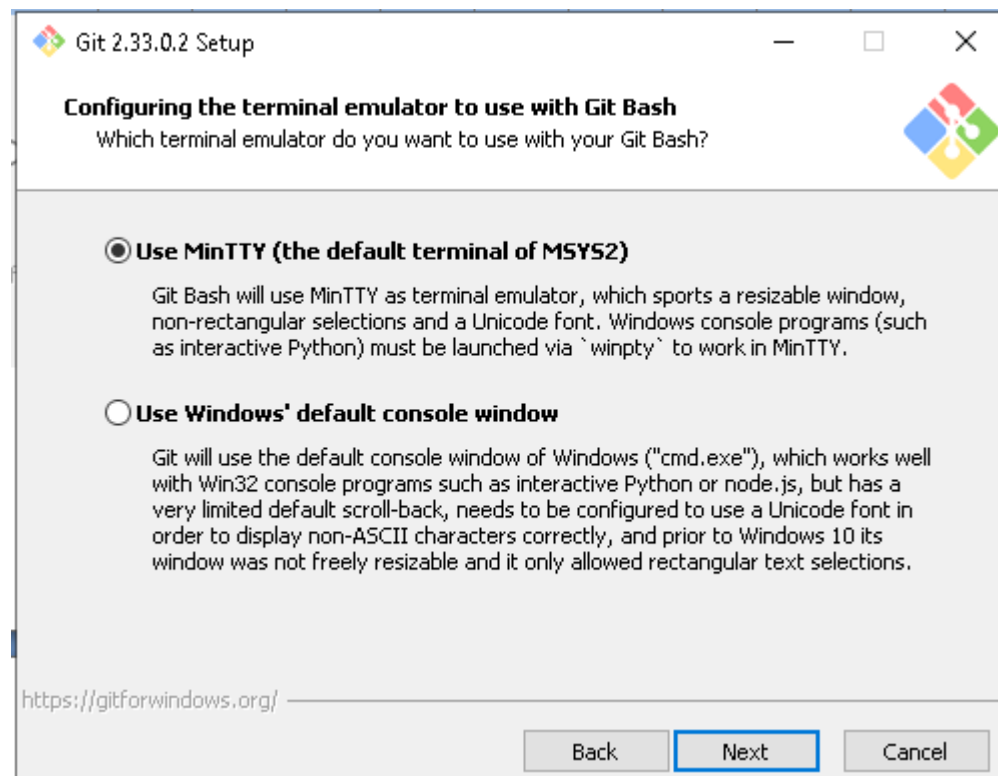 Git 2.33.0.2 Setup
Configuring the terminal emulator to use with Git Bash
Which terminal emulator do you want to use with your Git Bash?
Use MinTTY (the default terminal of MSYS2)
Git Bash will use MinTTY as terminal emulator, which sports a resizable window,
non-rectangular selections and a Unicode font. Windows console programs (such
as interactive Python) must be launched via `winpty` to work in MinTTY.
Use Windows' default console window
Git will use the default console window of Windows ("cmd.exe"), which works well
with Win32 console programs such as interactive Python or node.js, but has a
very limited default scroll-back, needs to be configured to use a Unicode font in
order to display non-ASCII characters correctly, and prior to Windows 10 its
window was not freely resizable and it only allowed rectangular text selections.
https://gitforwindows.org/
Back Next Cancel